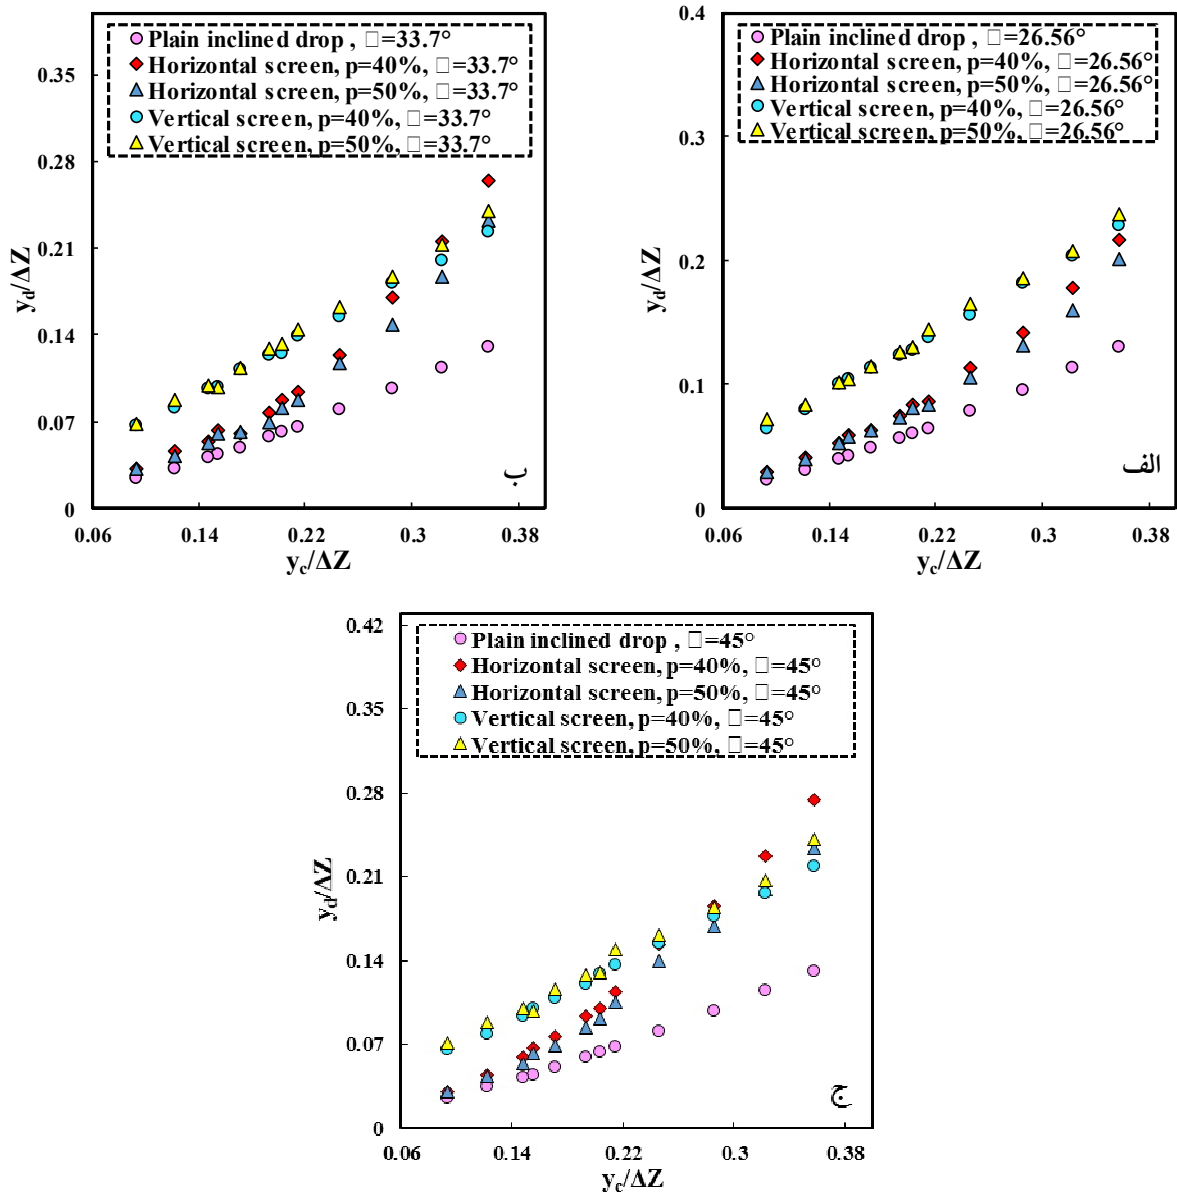 Plain inclined drop , □=33.7°
Horizontal screen, p=40%, □=33.7°
Horizontal screen, p=50%, □=33.7°
Vertical screen, p=40%, □=33.7°
Vertical screen, p=50%, □=33.7°
0.35
0.28
0.21
0.14
0.07
0
yd/ΔZ
ب
0.06 0.14 0.22 0.3 0.38
yc/ΔZ
Plain inclined drop , □=26.56°
Horizontal screen, p=40%, □=26.56°
Horizontal screen, p=50%, □=26.56°
Vertical screen, p=40%, □=26.56°
Vertical screen, p=50%, □=26.56°
0.4
0.3
0.2
0.1
0
yd/ΔZ
الف
0.06 0.14 0.22 0.3 0.38
yc/ΔZ
Plain inclined drop , □=45°
Horizontal screen, p=40%, □=45°
Horizontal screen, p=50%, □=45°
Vertical screen, p=40%, □=45°
Vertical screen, p=50%, □=45°
0.42
0.35
0.28
0.21
0.14
0.07
0
yd/ΔZ
ج
0.06 0.14 0.22 0.3 0.38
yc/ΔZ